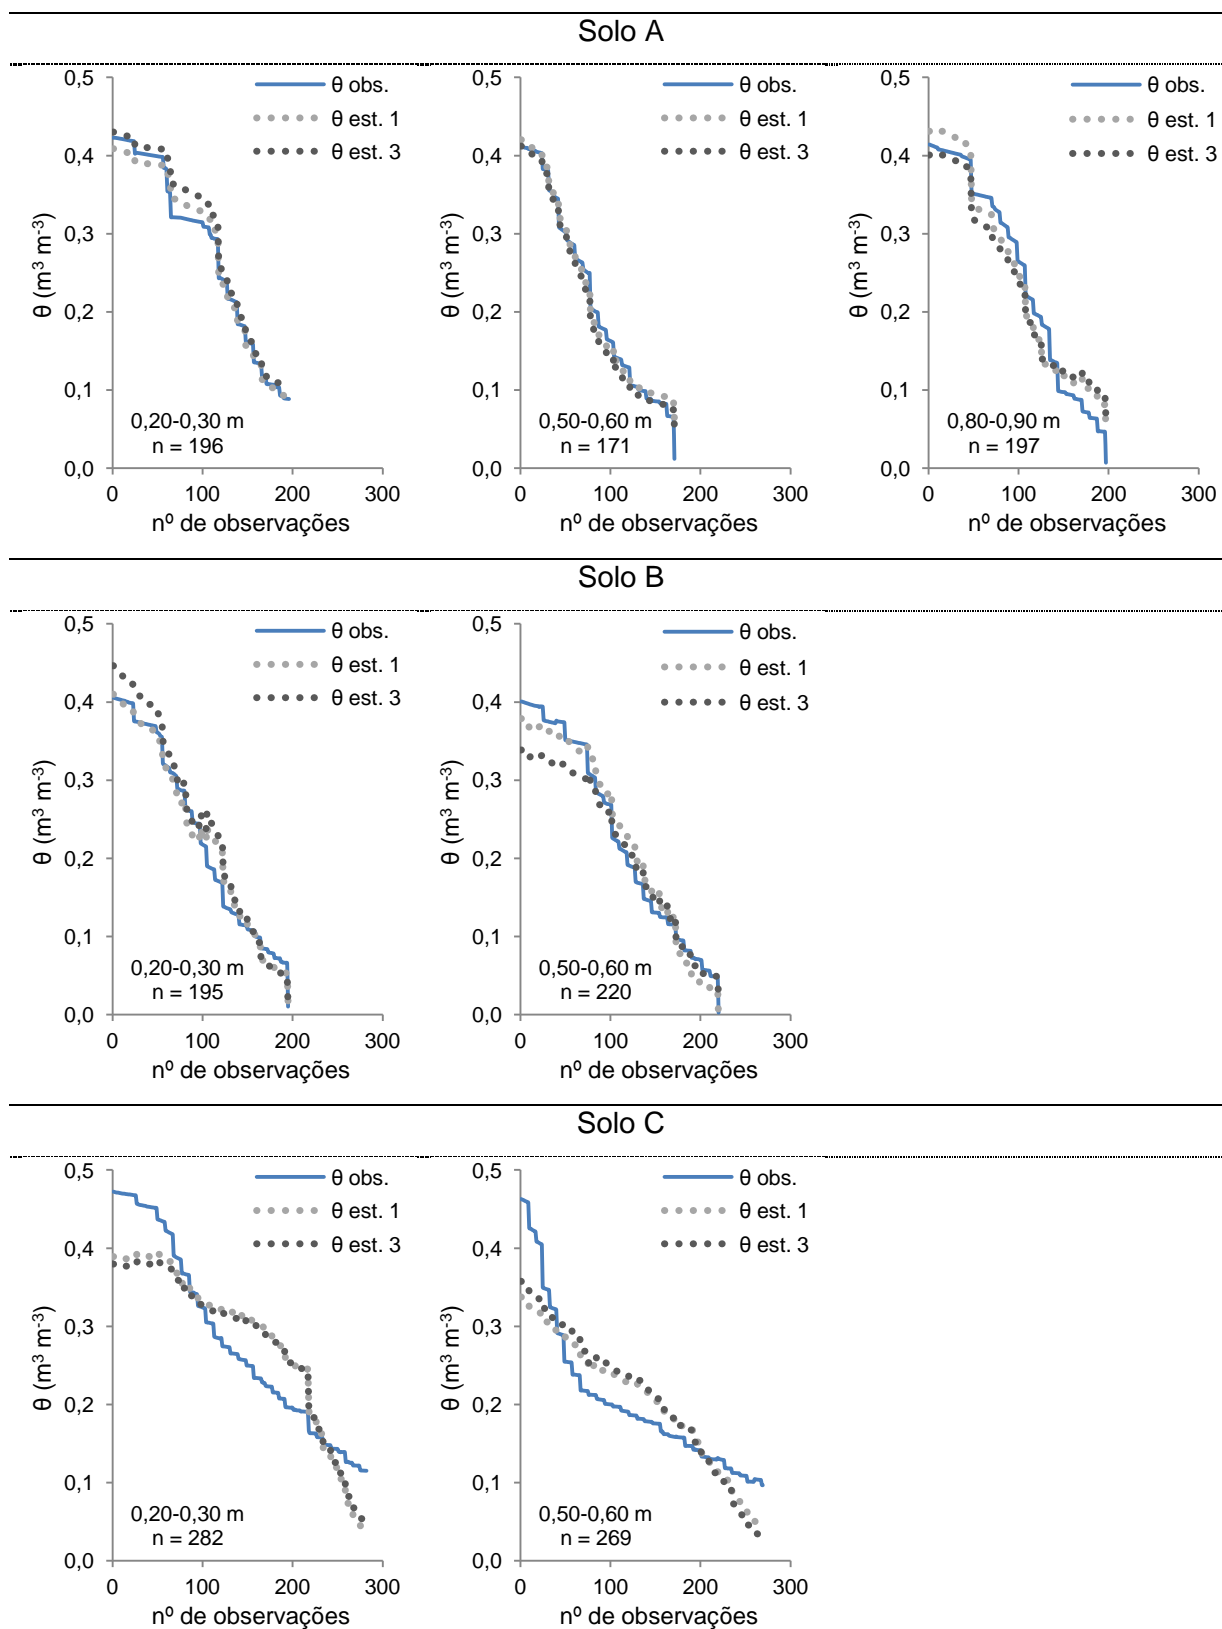 Solo A
0,5
0,4
0,3
0,2
0,1
0,0
θ (m³ m⁻³)
θ obs.
θ est. 1
θ est. 3
0,20-0,30 m
n = 196
0 100 200 300
nº de observações
0,5
0,4
0,3
0,2
0,1
0,0
θ (m³ m⁻³)
θ obs.
θ est. 1
θ est. 3
0,50-0,60 m
n = 171
0 100 200 300
nº de observações
0,5
0,4
0,3
0,2
0,1
0,0
θ (m³ m⁻³)
θ obs.
θ est. 1
θ est. 3
0,80-0,90 m
n = 197
0 100 200 300
nº de observações
Solo B
0,5
0,4
0,3
0,2
0,1
0,0
θ (m³ m⁻³)
θ obs.
θ est. 1
θ est. 3
0,20-0,30 m
n = 195
0 100 200 300
nº de observações
0,5
0,4
0,3
0,2
0,1
0,0
θ (m³ m⁻³)
θ obs.
θ est. 1
θ est. 3
0,50-0,60 m
n = 220
0 100 200 300
nº de observações
Solo C
0,5
0,4
0,3
0,2
0,1
0,0
θ (m³ m⁻³)
θ obs.
θ est. 1
θ est. 3
0,20-0,30 m
n = 282
0 100 200 300
nº de observações
0,5
0,4
0,3
0,2
0,1
0,0
θ (m³ m⁻³)
θ obs.
θ est. 1
θ est. 3
0,50-0,60 m
n = 269
0 100 200 300
nº de observações